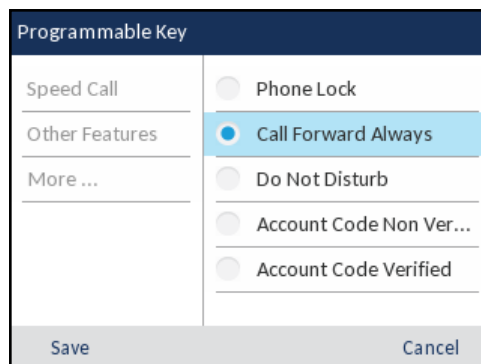 Programmable Key
Speed Call
Other Features
More ...
Phone Lock
Call Forward Always
Do Not Disturb
Account Code Non Ver...
Account Code Verified
Save
Cancel